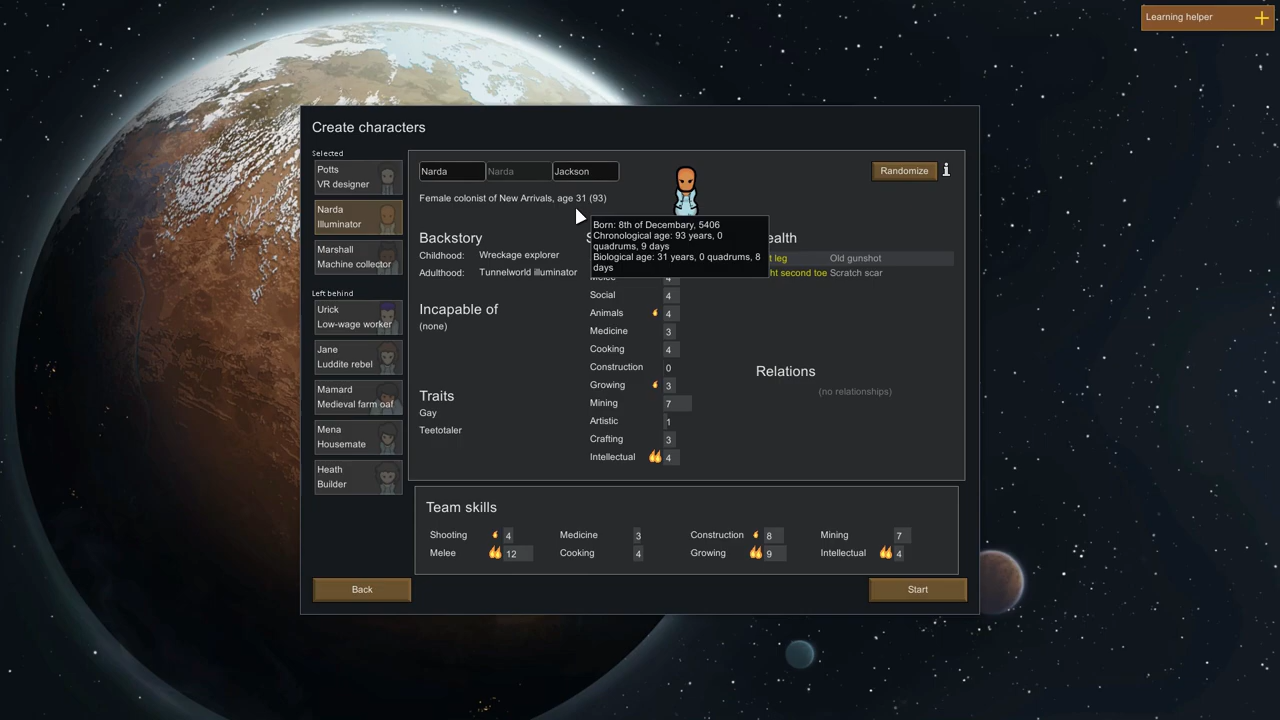 Learning helper
Create characters
Selected
Potts
VR designer
Narda
Illuminator
Marshall
Machine collector
Left behind
Urick
Low-wage worker
Jane
Luddite rebel
Mamard
Medieval farm oaf
Mena
Housemate
Heath
Builder
Narda Narda Jackson
Randomize
Female colonist of New Arrivals, age 31 (93)
Born: 8th of Decembary, 5406
Chronological age: 93 years, 0
quadrums, 9 days
Biological age: 31 years, 0 quadrums, 8
days
Backstory
Childhood: Wreckage explorer
Adulthood: Tunnelworld illuminator
Incapable of
(none)
Traits
Gay
Teetotaler
S
4
Social 4
Animals 4
Medicine 3
Cooking 4
Construction 0
Growing 3
Mining 7
Artistic 1
Crafting 3
Intellectual 4
ealth
t leg Old gunshot
ht second toe Scratch scar
Relations
(no relationships)
Team skills
Shooting 4 Medicine 3 Construction 8 Mining 7
Melee 12 Cooking 4 Growing 9 Intellectual 4
Back
Start